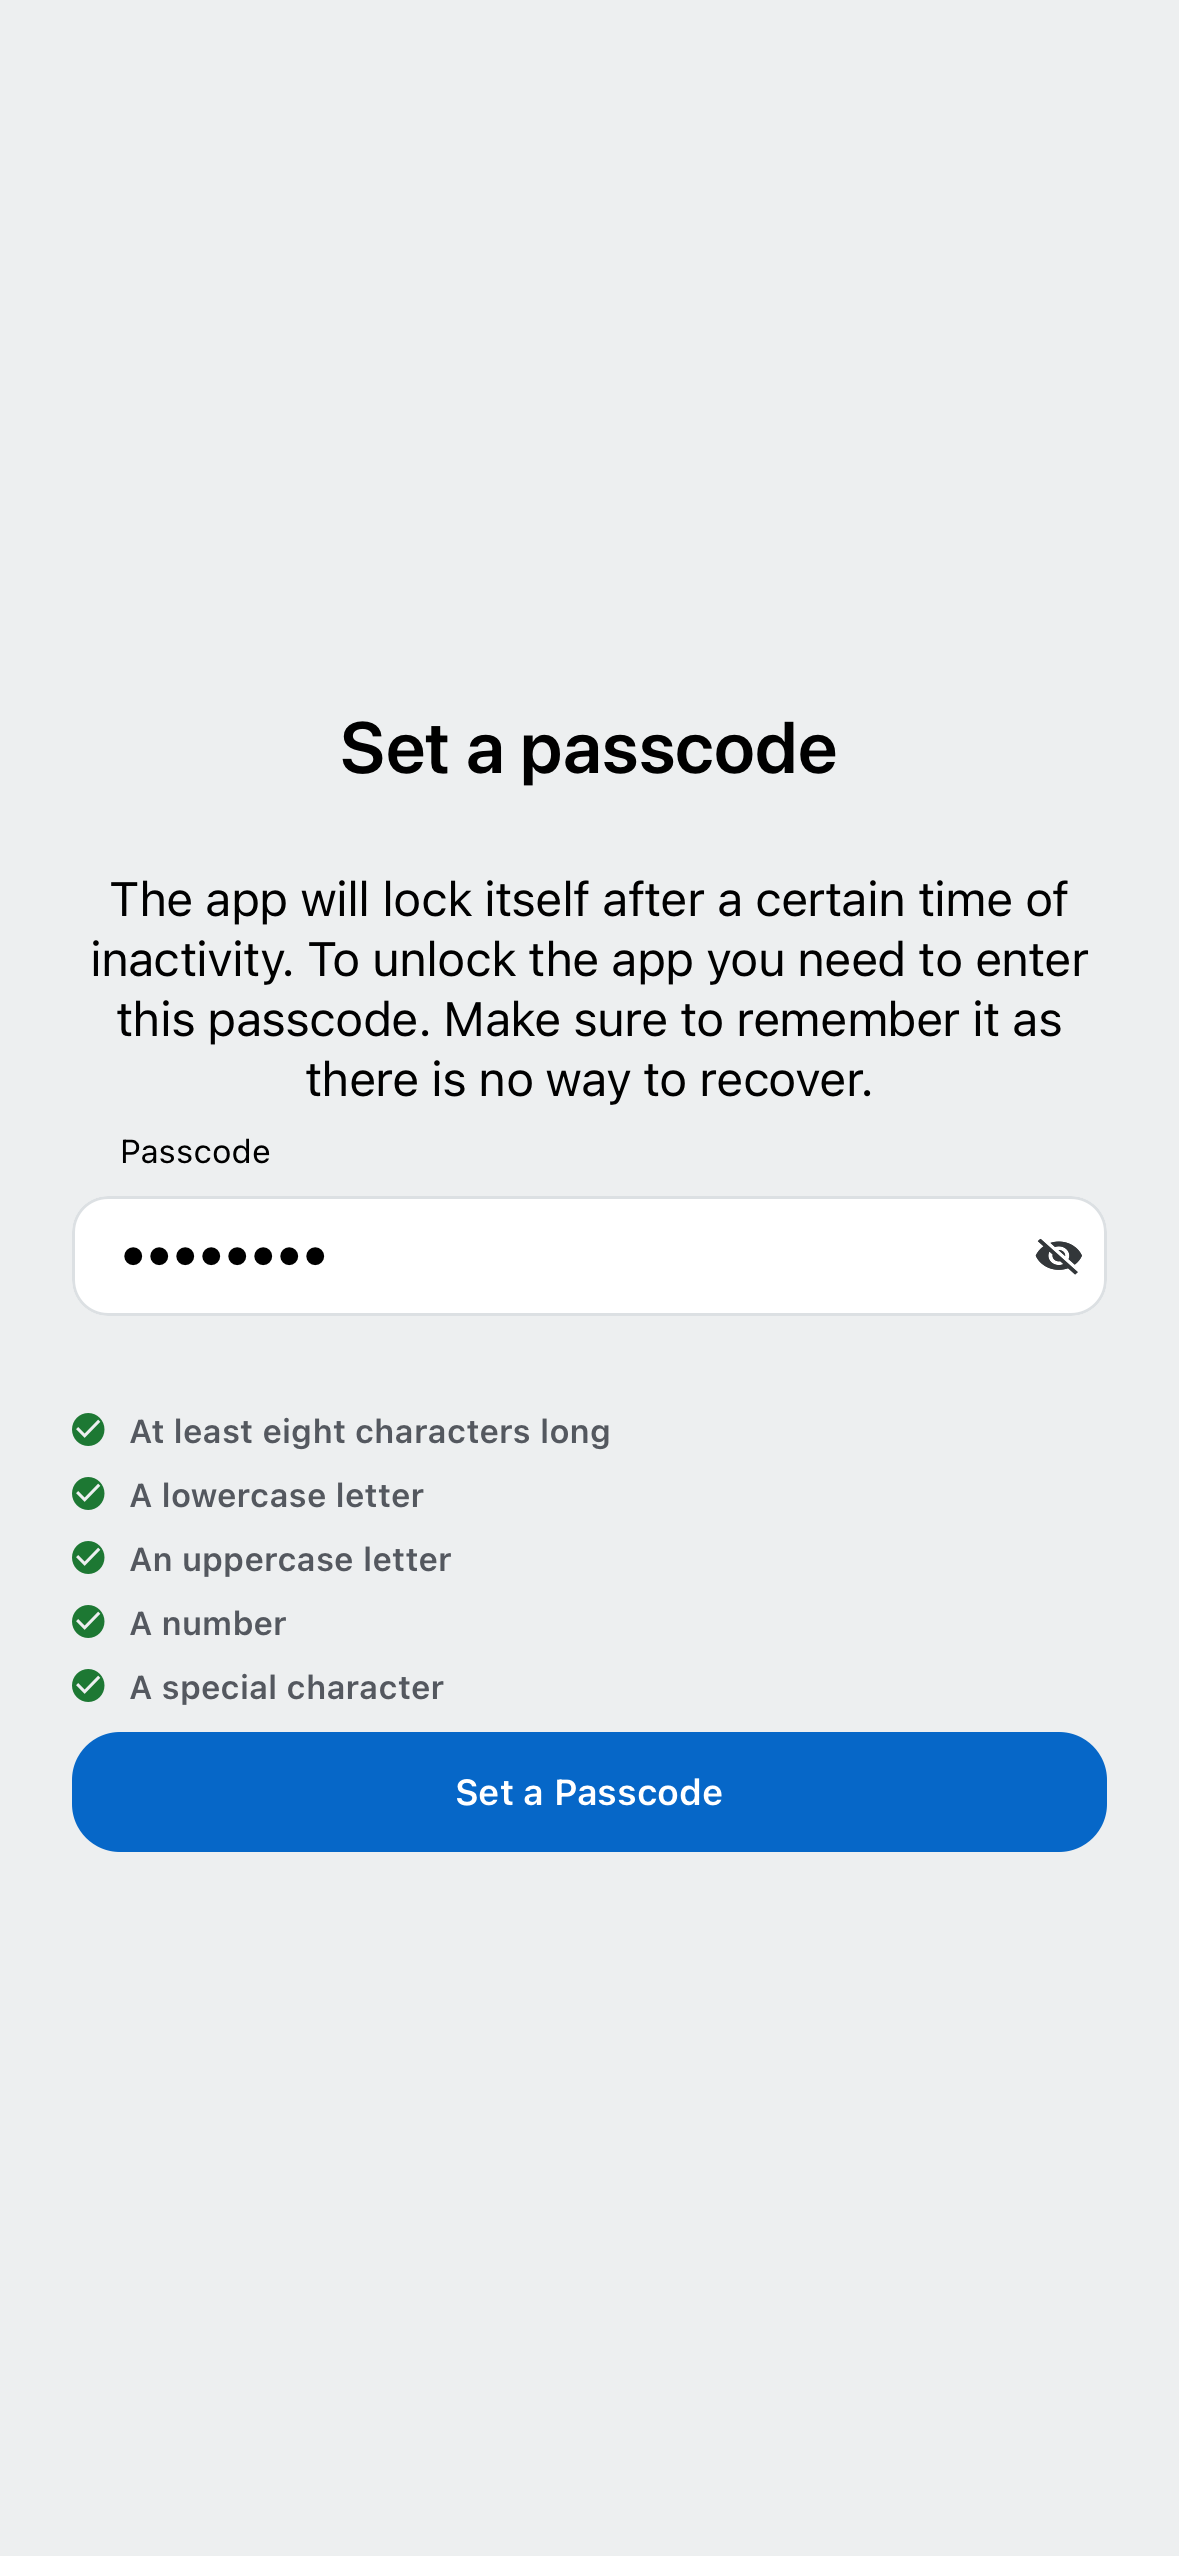 Set a passcode
The app will lock itself after a certain time of
inactivity. To unlock the app you need to enter
this passcode. Make sure to remember it as
there is no way to recover.
Passcode
••••••••
At least eight characters long
A lowercase letter
An uppercase letter
A number
A special character
Set a Passcode